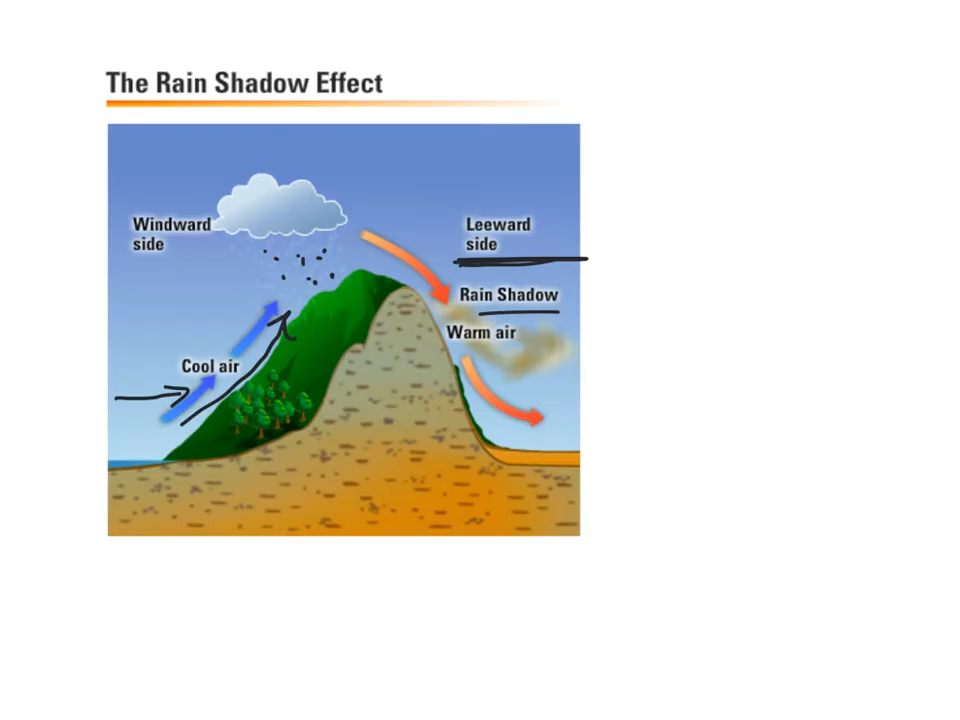 The Rain Shadow Effect
Windward
side
Leeward
side
Rain Shadow
Warm air
Cool air